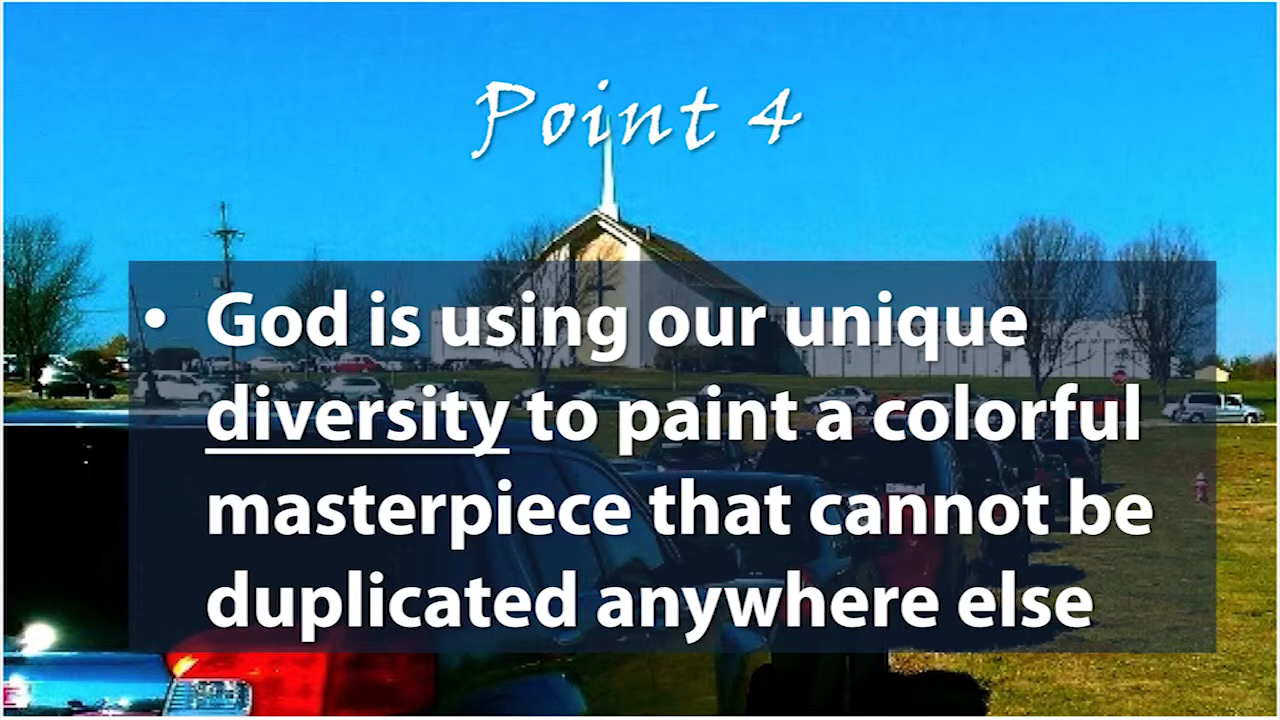 Point 4
• God is using our unique
diversity to paint a colorful
masterpiece that cannot be
duplicated anywhere else